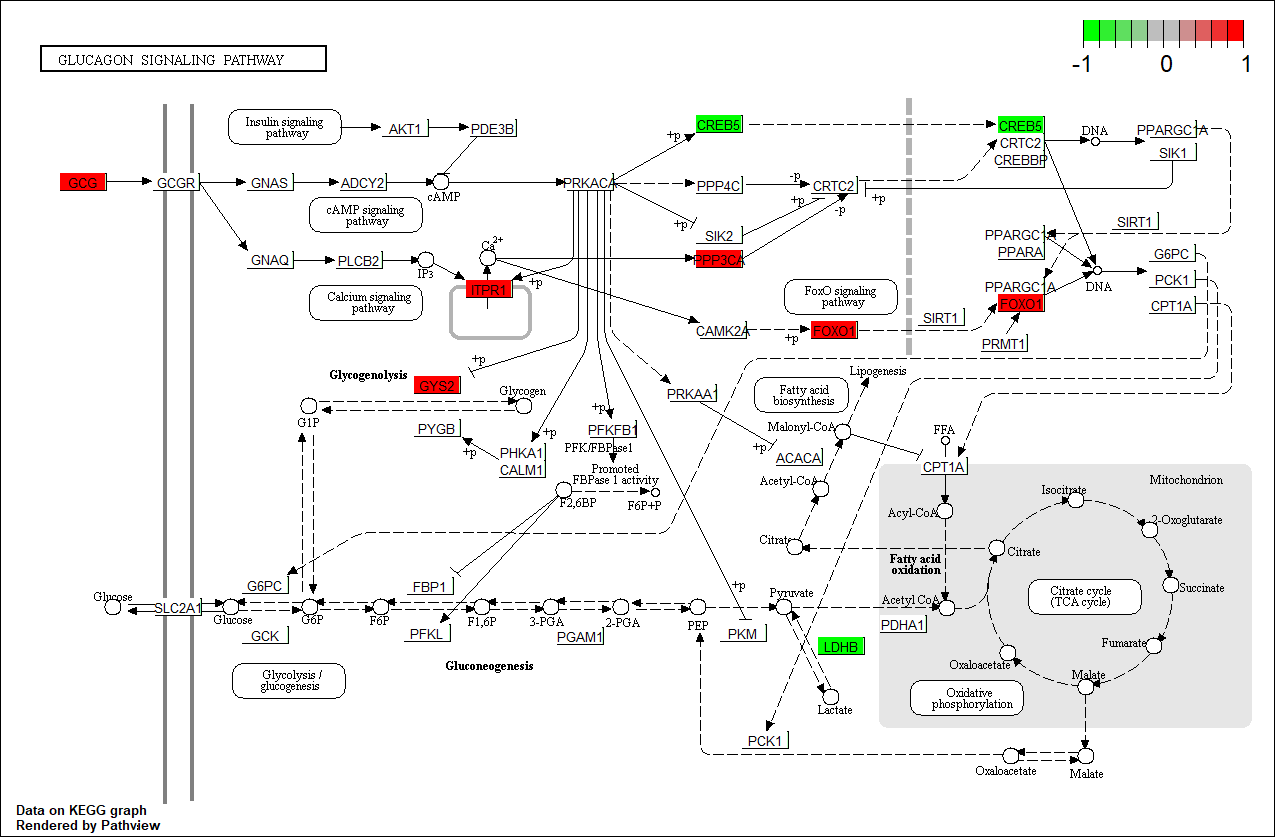 GLUCAGON SIGNALING PATHWAY
-1 0 1
Insulin signaling
pathway
AKT1
PDE3B
CREB5
+p
CREB5
CRTC2
CREBBP
DNA
PPARGC1A
SIK1
GCG
GCGR
GNAS
ADCY2
cAMP
PRKACA
PPP4C
-p
CRTC2
+p
+p
-p
cAMP signaling
pathway
SIK2
+p
GNAQ
PLCB2
IP3
Ca2+
PPP3CA
PPARGC1A
PPARA
SIRT1
G6PC
PCK1
CPT1A
DNA
ITPR1
+p
Calcium signaling
pathway
FoxO signaling
pathway
PPARGC1A
FOXO1
CAMK2A
+p
FOXO1
SIRT1
PRMT1
Glycogenolysis
GYS2
+p
Glycogen
G1P
PYGB
+p
PHKA1
CALM1
+p
+p
PFKFB1
PFK/FBPase1
Promoted
FBPase 1 activity
F2,6BP
F6P+P
PRKAA1
Fatty acid
biosynthesis
Lipogenesis
Malonyl-CoA
+p
ACACA
Acetyl-CoA
Citrate
FFA
CPT1A
Mitochondrion
Acyl-CoA
Fatty acid
oxidation
Isocitrate
2-Oxoglutarate
Citrate
Succinate
Citrate cycle
(TCA cycle)
Fumarate
Malate
Oxaloacetate
Oxidative
phosphorylation
Glucose
SLC2A1
Glucose
G6PC
GCK
G6P
F6P
FBP1
PFKL
F1,6P
3-PGA
PGAM1
2-PGA
PEP
+p
PKM
Pyruvate
Acetyl CoA
PDHA1
LDHB
Lactate
Gluconeogenesis
Glycolysis /
glucogenesis
PCK1
Oxaloacetate
Malate
Data on KEGG graph
Rendered by Pathview